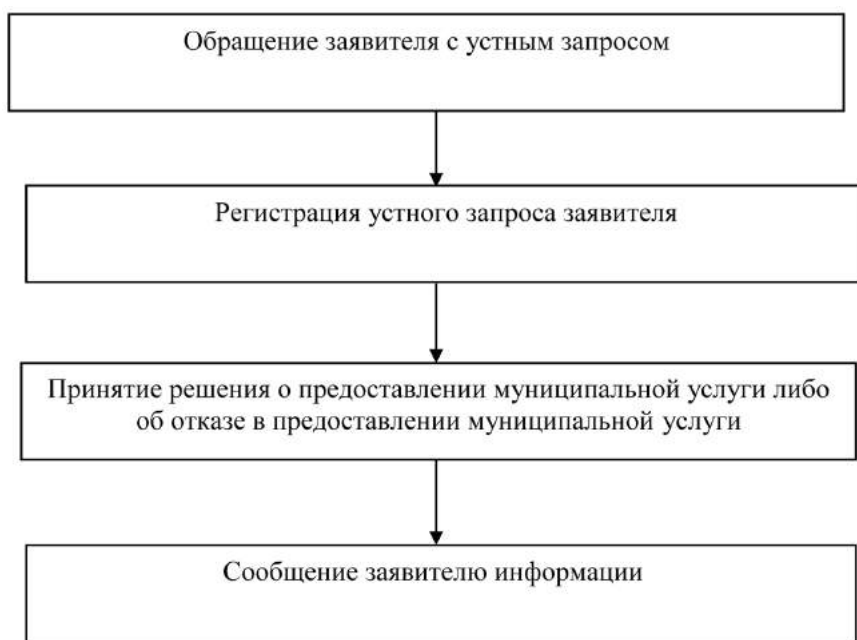 Обращение заявителя с устным запросом
Регистрация устного запроса заявителя
Принятие решения о предоставлении муниципальной услуги либо
об отказе в предоставлении муниципальной услуги
Сообщение заявителю информации